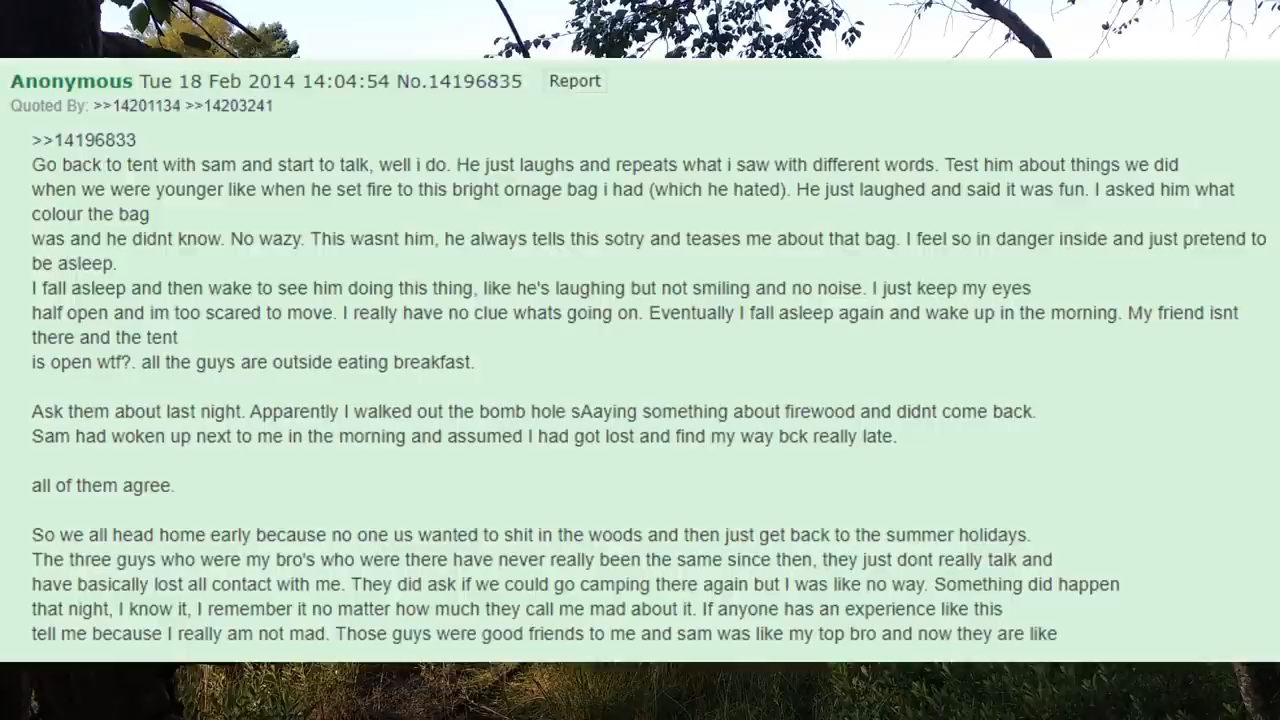 Anonymous Tue 18 Feb 2014 14:04:54 No.14196835 Report
Quoted By: >>14201134 >>14203241
>>14196833
Go back to tent with sam and start to talk, well i do. He just laughs and repeats what i saw with different words. Test him about things we did
when we were younger like when he set fire to this bright ornage bag i had (which he hated). He just laughed and said it was fun. I asked him what
colour the bag
was and he didnt know. No wazy. This wasnt him, he always tells this sotry and teases me about that bag. I feel so in danger inside and just pretend to
be asleep.
I fall asleep and then wake to see him doing this thing, like he's laughing but not smiling and no noise. I just keep my eyes
half open and im too scared to move. I really have no clue whats going on. Eventually I fall asleep again and wake up in the morning. My friend isnt
there and the tent
is open wtf?. all the guys are outside eating breakfast.
Ask them about last night. Apparently I walked out the bomb hole sAaying something about firewood and didnt come back.
Sam had woken up next to me in the morning and assumed I had got lost and find my way bck really late.
all of them agree.
So we all head home early because no one us wanted to shit in the woods and then just get back to the summer holidays.
The three guys who were my bro's who were there have never really been the same since then, they just dont really talk and
have basically lost all contact with me. They did ask if we could go camping there again but I was like no way. Something did happen
that night, I know it, I remember it no matter how much they call me mad about it. If anyone has an experience like this
tell me because I really am not mad. Those guys were good friends to me and sam was like my top bro and now they are like